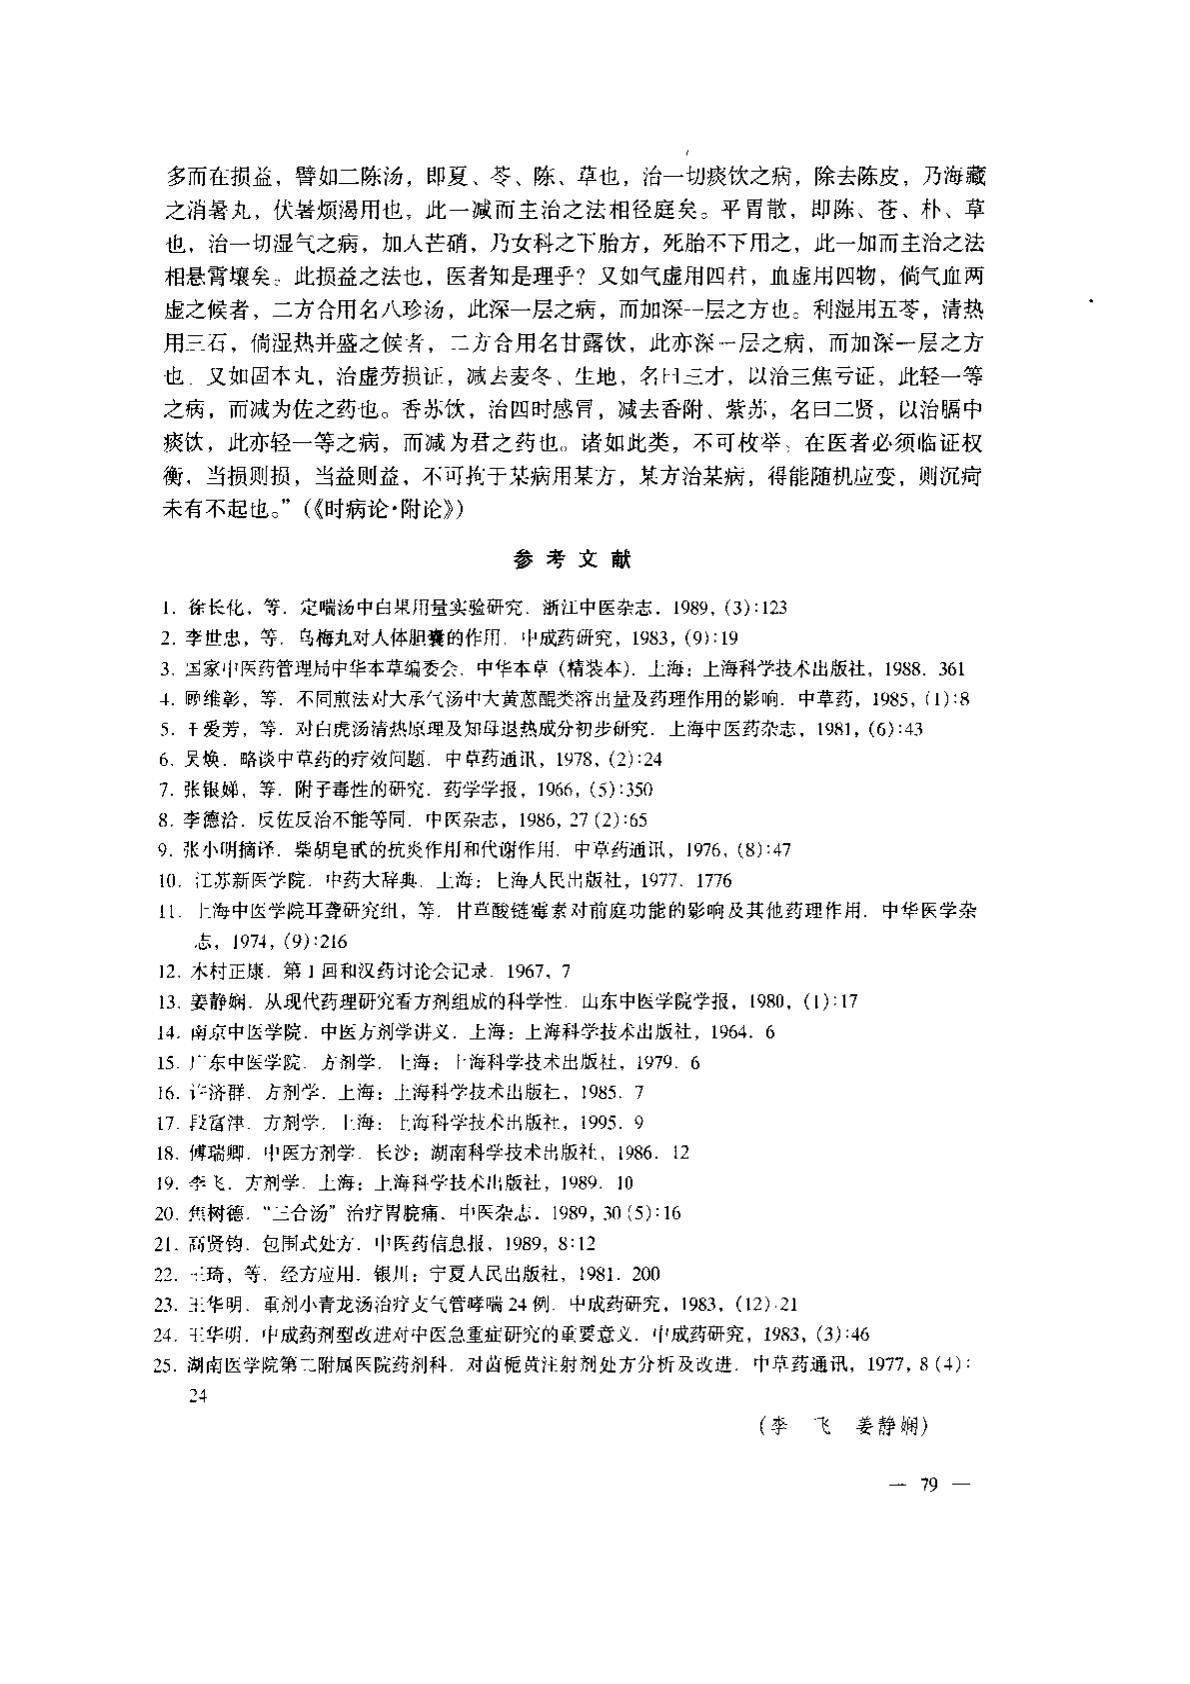 多而在损益，譬如二陈汤，即夏、苓、陈、草也，治一切痰饮之病，除去陈皮，乃海藏
之消暑丸，伏暑烦渴用也，此一减而主治之法相径庭矣。平胃散，即陈、苍、朴、草
也，治一切湿气之病，加入芒硝，乃女科之下胎方，死胎不下用之，此一加而主治之法
相悬霄壤矣。此损益之法也，医者知是理乎？又如气虚用四君，血虚用四物，倘气血两
虚之候者，二方合用名八珍汤，此深一层之病，而加深一层之方也。利湿用五苓，清热
用三石，倘湿热并盛之候者，二方合用名甘露饮，此亦深一层之病，而加深一层之方
也．又如固本丸，治虚劳损证，减去麦冬、生地，名曰三才，以治三焦亏证，此轻一等
之病，而减为佐之药也。香苏饮，治四时感冒，减去香附、紫苏，名曰二贤，以治膈中
痰饮，此亦轻一等之病，而减为君之药也。诸如此类，不可枚举，在医者必须临证权
衡，当损则损，当益则益，不可拘于某病用某方，某方治某病，得能随机应变，则沉疴
未有不起也。”（《时病论·附论》）
参考文献
1. 徐长化，等．定喘汤中白果用量实验研究．浙江中医杂志．1989，(3)：123
2. 李世忠，等．乌梅丸对人体胆囊的作用．中成药研究，1983，(9)：19
3. 国家中医药管理局中华本草编委会．中华本草（精装本）．上海：上海科学技术出版社，1988．361
4. 顾维彰，等．不同煎法对大承气汤中大黄蒽醌类溶出量及药理作用的影响．中草药，1985，(1)：8
5. 王爱芳，等．对白虎汤清热原理及知母退热成分初步研究．上海中医药杂志，1981，(6)：43
6. 吴焕．略谈中草药的疗效问题．中草药通讯，1978，(2)：24
7. 张银娣，等．附子毒性的研究．药学学报，1966，(5)：350
8. 李德洽．反佐反治不能等同．中医杂志，1986，27 (2)：65
9. 张小明摘译．柴胡皂甙的抗炎作用和代谢作用．中草药通讯，1976，(8)：47
10. 江苏新医学院．中药大辞典．上海：上海人民出版社，1977．1776
11. 上海中医学院耳聋研究组，等．甘草酸链霉素对前庭功能的影响及其他药理作用．中华医学杂
志，1974，(9)：216
12. 木村正康．第1回和汉药讨论会记录．1967，7
13. 姜静娴．从现代药理研究看方剂组成的科学性．山东中医学院学报，1980，(1)：17
14. 南京中医学院．中医方剂学讲义．上海：上海科学技术出版社，1964．6
15. 广东中医学院．方剂学．上海：上海科学技术出版社，1979．6
16. 许济群．方剂学．上海：上海科学技术出版社，1985．7
17. 段富津．方剂学．上海：上海科学技术出版社，1995．9
18. 傅瑞卿．中医方剂学．长沙：湖南科学技术出版社，1986．12
19. 李飞．方剂学．上海：上海科学技术出版社，1989．10
20. 焦树德．“三合汤”治疗胃脘痛．中医杂志．1989，30 (5)：16
21. 高贤钧．包围式处方．中医药信息报，1989，8：12
22. 王琦，等．经方应用．银川：宁夏人民出版社，1981．200
23. 王华明．重剂小青龙汤治疗支气管哮喘24例．中成药研究，1983，(12)：21
24. 王华明．中成药剂型改进对中医急重症研究的重要意义．中成药研究，1983，(3)：46
25. 湖南医学院第二附属医院药剂科．对茵栀黄注射剂处方分析及改进．中草药通讯，1977，8 (4)：
24
（李 飞 姜静娴）
— 79 —